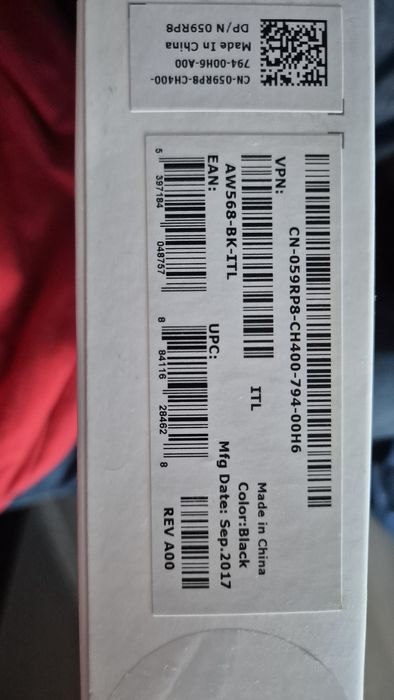 CN-059RP8-CH400-
794-00H6-A00
Made In China
DP/N 059RP8
CN-059RP8-CH400-794-00H6
VPN:
ITL
Made in China
AW568-BK-ITL
Color:Black
EAN:
UPC:
Mfg Date: Sep.2017
5 397184 048757
8 84116 28462 8
REV A00